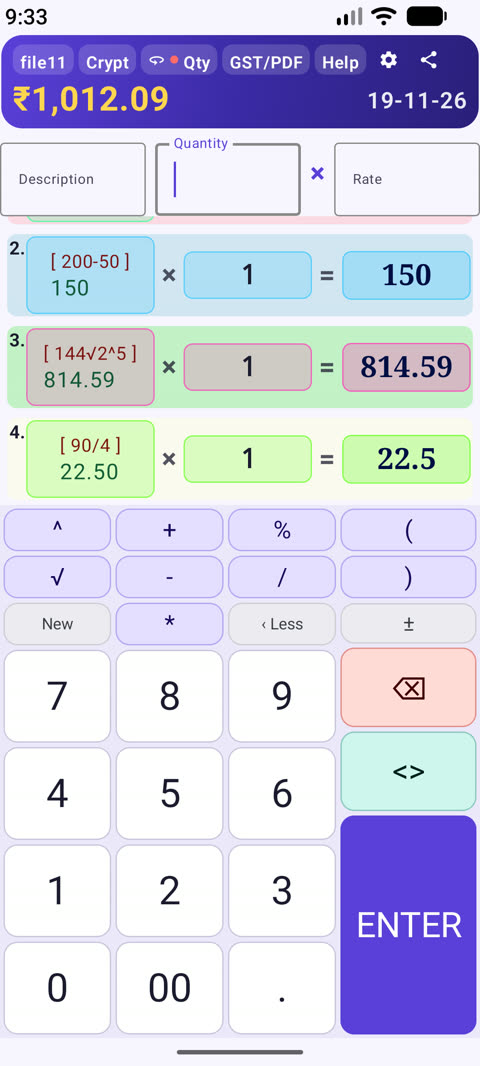 9:33
file11 Crypt Qty GST/PDF Help
₹1,012.09 19-11-26
Description Quantity × Rate
2. [ 200-50 ] 150 × 1 = 150
3. [ 144√2^5 ] 814.59 × 1 = 814.59
4. [ 90/4 ] 22.50 × 1 = 22.5
^ + % (
√ - / )
New * ‹ Less ±
7 8 9
4 5 6 <>
1 2 3
ENTER
0 00 .